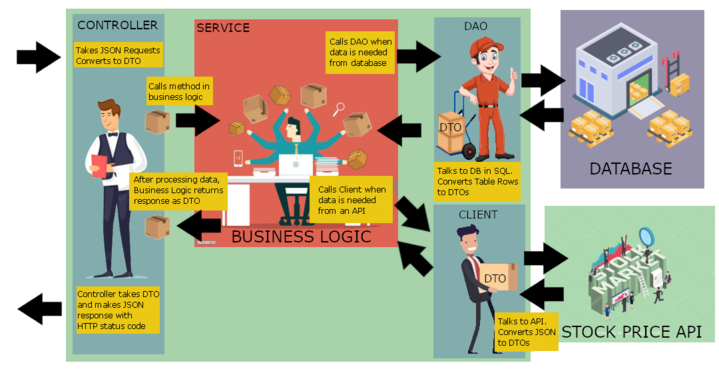 CONTROLLER
Takes JSON Requests
Converts to DTO
Calls method in
business logic
After processing data,
Business Logic returns
response as DTO
Controller takes DTO
and makes JSON
response with
HTTP status code
SERVICE
Calls DAO when
data is needed
from database
Calls Client when
data is needed
from an API
BUSINESS LOGIC
DAO
DTO
Talks to DB in SQL.
Converts Table Rows
to DTOs
CLIENT
DTO
Talks to API.
Converts JSON
to DTOs
DATABASE
STOCK
MARKET
STOCK PRICE API